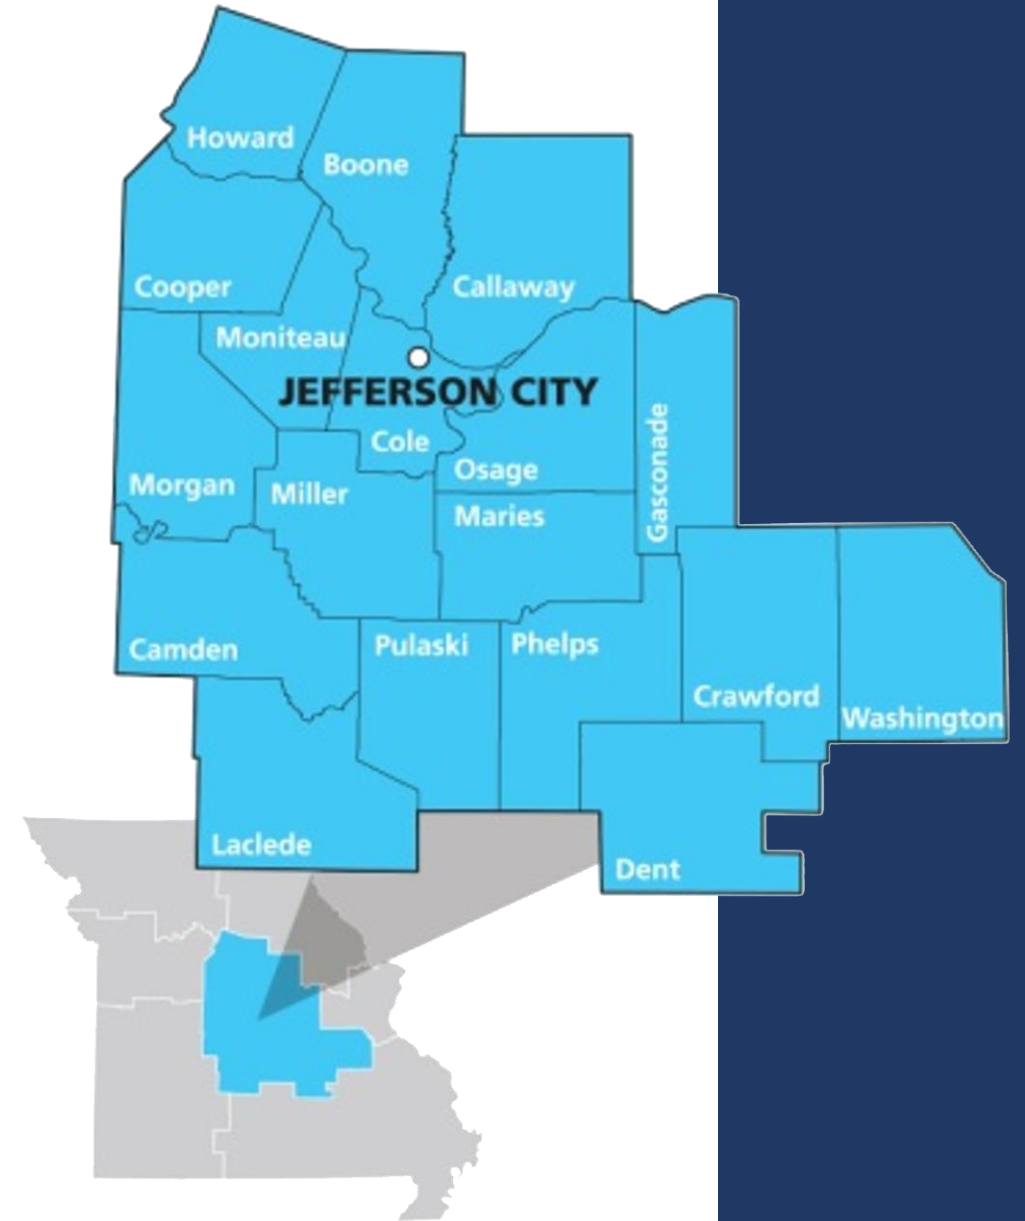 Howard
Boone
Cooper
Callaway
Moniteau
JEFFERSON CITY
Cole
Gasconade
Osage
Morgan
Miller
Maries
Camden
Pulaski
Phelps
Crawford
Washington
Laclede
Dent